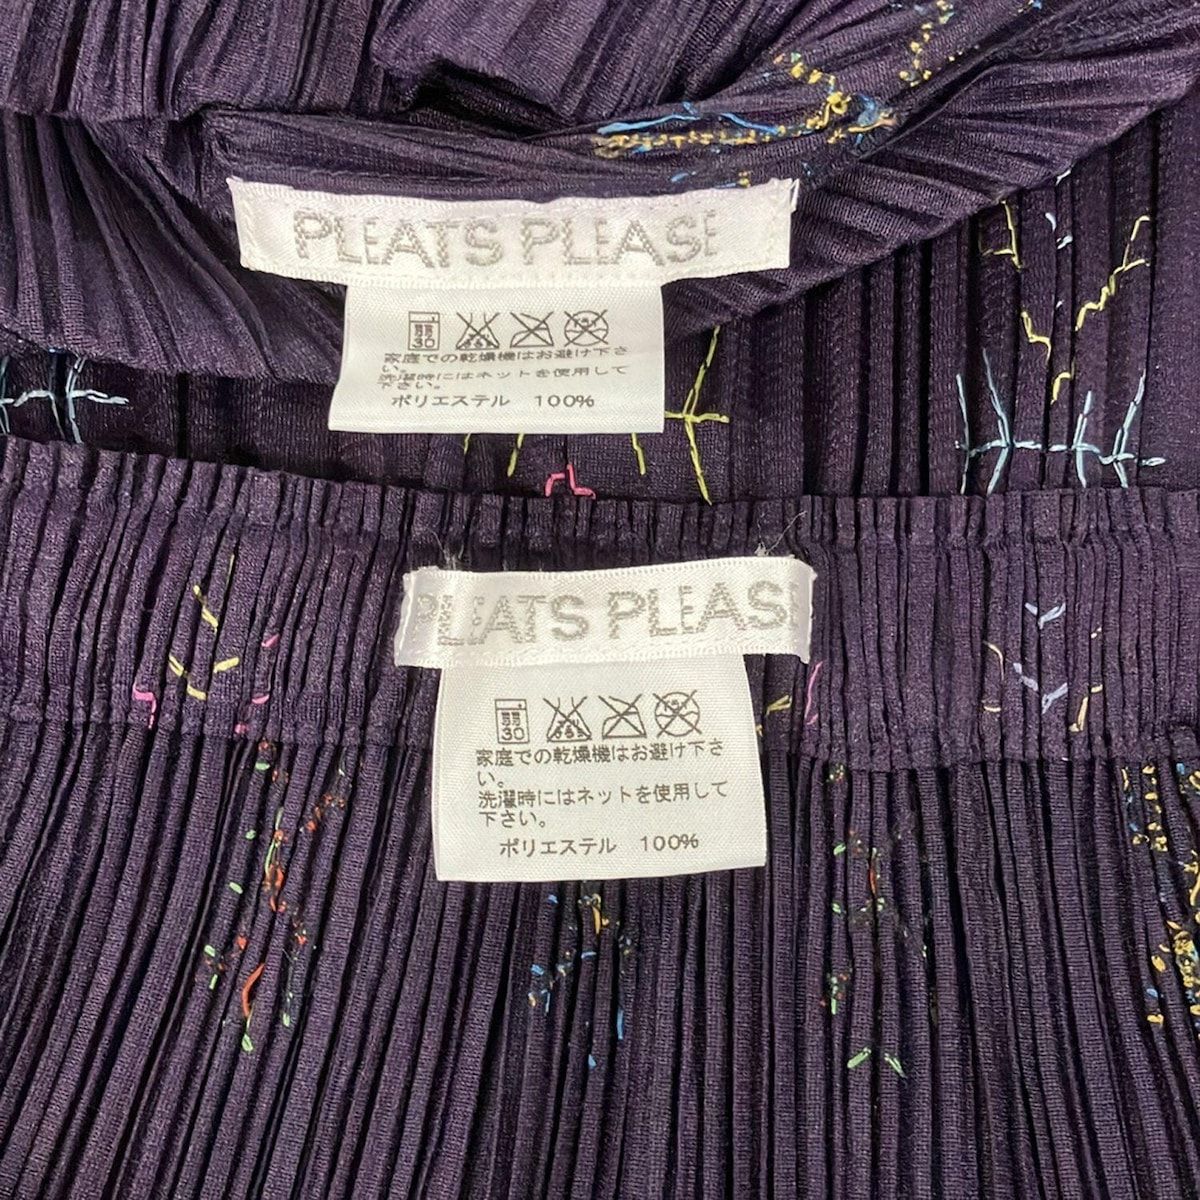 PLEATS PLEASE
弱 30
家庭での乾燥機はお避け下さ
い。
洗濯時にはネットを使用して
下さい。
ポリエステル 100%
PLEATS PLEASE
弱 30
家庭での乾燥機はお避け下さ
い。
洗濯時にはネットを使用して
下さい。
ポリエステル 100%